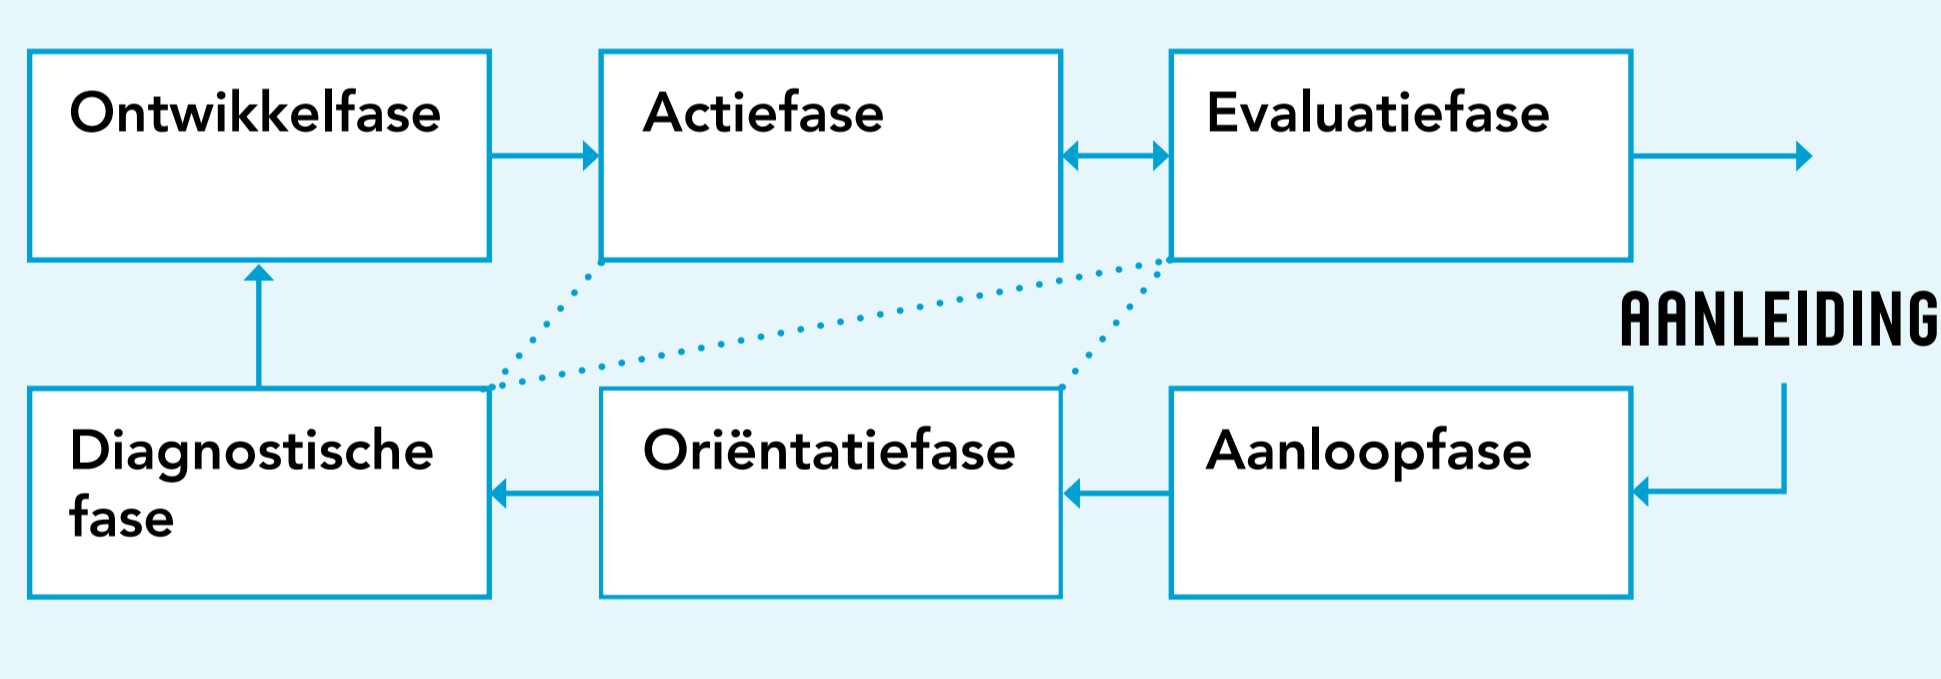 Ontwikkelfase
Actiefase
Evaluatiefase
AANLEIDING
Diagnostische
fase
Oriëntatiefase
Aanloopfase